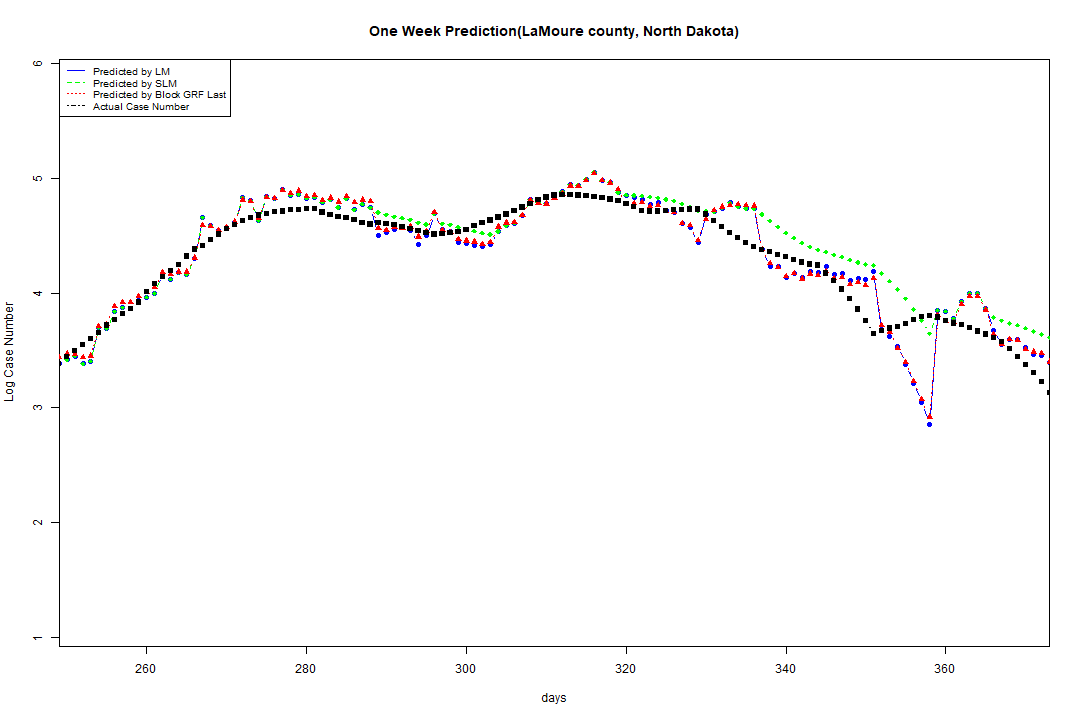 One Week Prediction(LaMoure county, North Dakota)
Predicted by LM
Predicted by SLM
Predicted by Block GRF Last
Actual Case Number
6
5
4
3
2
1
Log Case Number
260 280 300 320 340 360
days